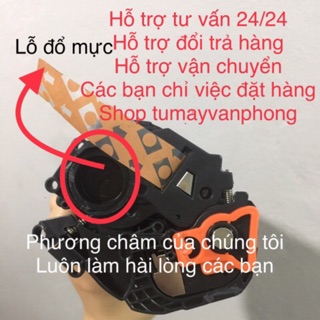 Hỗ trợ tư vấn 24/24
Lỗ đổ mực
Hỗ trợ đổi trả hàng
Hỗ trợ vận chuyển
Các bạn chỉ việc đặt hàng
Shop tumayvanphong
Phương châm của chúng tôi
Luôn làm hài lòng các bạn